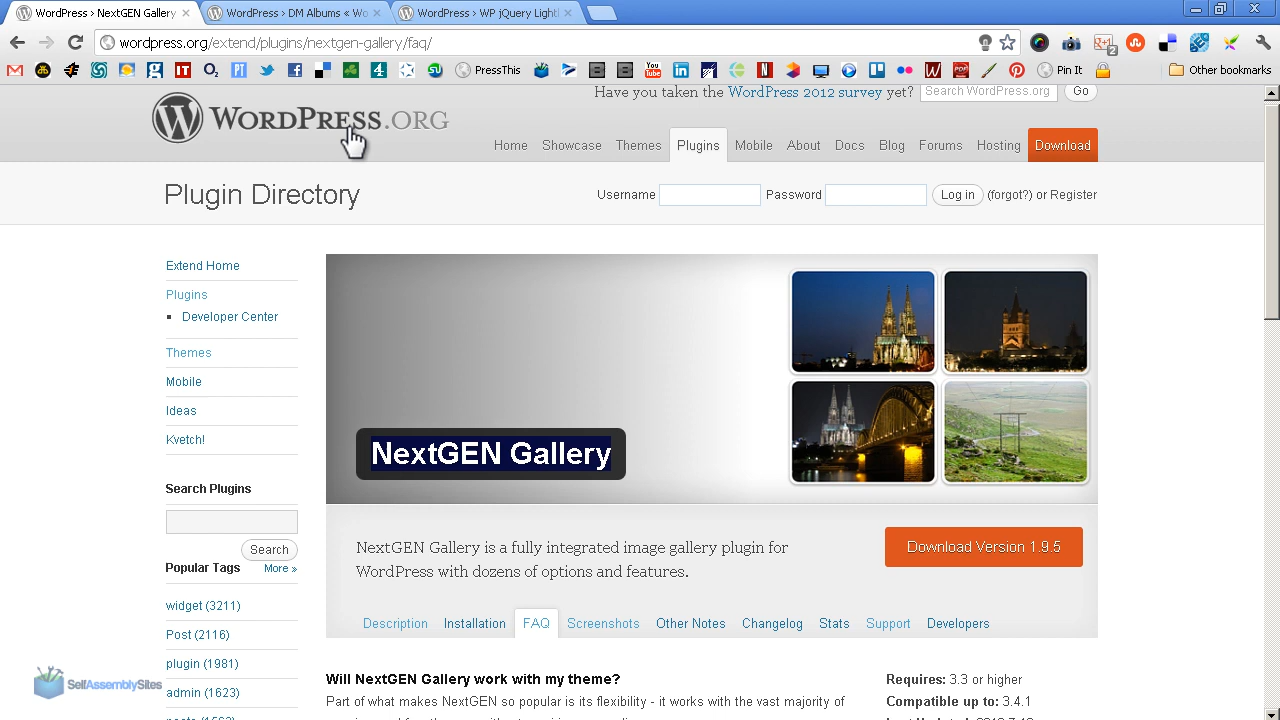 WordPress › NextGEN Gallery
WordPress › DM Albums « Wo
WordPress › WP jQuery Light
wordpress.org/extend/plugins/nextgen-gallery/faq/
PressThis
Pin It
Other bookmarks
WORDPRESS.ORG
Have you taken the WordPress 2012 survey yet?
Search WordPress.org
Go
Home Showcase Themes Plugins Mobile About Docs Blog Forums Hosting Download
Plugin Directory
Username
Password
Log in (forgot?) or Register
Extend Home
Plugins
Developer Center
Themes
Mobile
Ideas
Kvetch!
Search Plugins
Search
Popular Tags More »
widget (3211)
Post (2116)
plugin (1981)
admin (1623)
NextGEN Gallery
NextGEN Gallery is a fully integrated image gallery plugin for
WordPress with dozens of options and features.
Download Version 1.9.5
Description Installation FAQ Screenshots Other Notes Changelog Stats Support Developers
Will NextGEN Gallery work with my theme?
Part of what makes NextGEN so popular is its flexibility - it works with the vast majority of
Requires: 3.3 or higher
Compatible up to: 3.4.1
SelfAssemblySites